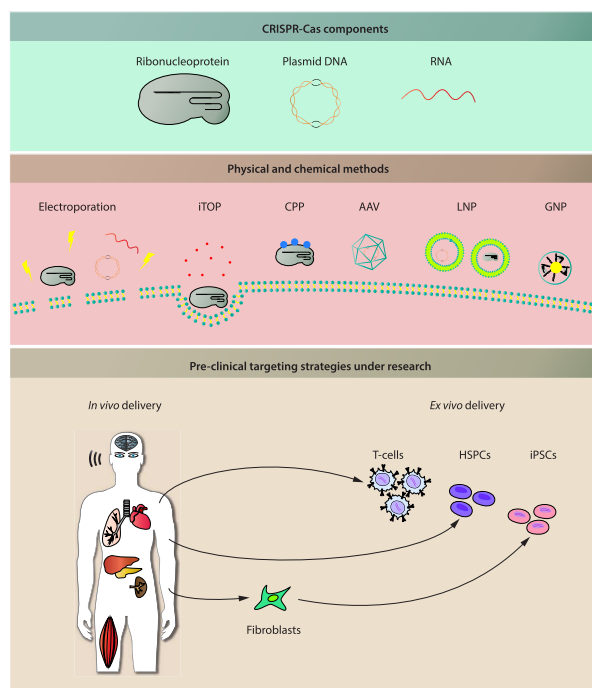 CRISPR-Cas components
Ribonucleoprotein Plasmid DNA RNA
Physical and chemical methods
Electroporation iTOP CPP AAV LNP GNP
Pre-clinical targeting strategies under research
In vivo delivery Ex vivo delivery
T-cells HSPCs iPSCs
Fibroblasts